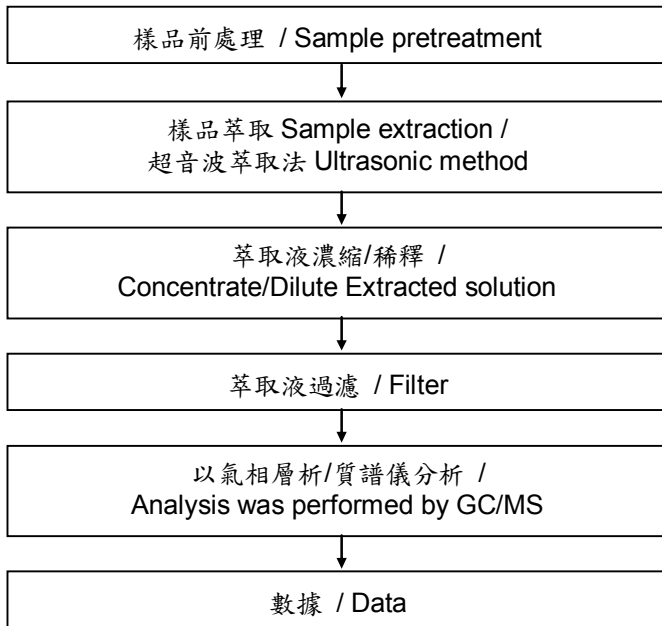 樣品前處理 / Sample pretreatment
樣品萃取 Sample extraction /
超音波萃取法 Ultrasonic method
萃取液濃縮/稀釋 /
Concentrate/Dilute Extracted solution
萃取液過濾 / Filter
以氣相層析/質譜儀分析 /
Analysis was performed by GC/MS
數據 / Data